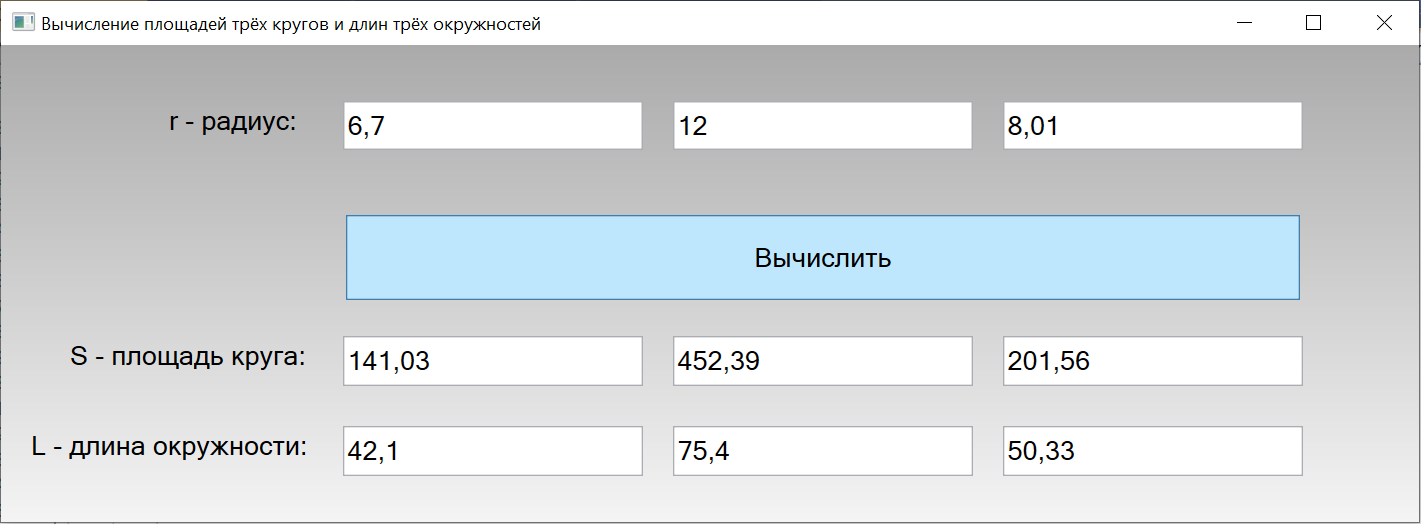 Вычисление площадей трёх кругов и длин трёх окружностей
r - радиус: 6,7 12 8,01
Вычислить
S - площадь круга: 141,03 452,39 201,56
L - длина окружности: 42,1 75,4 50,33